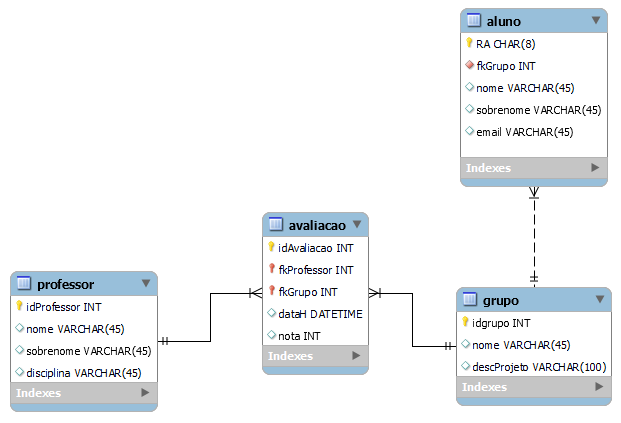 aluno
RA CHAR(8)
fkGrupo INT
nome VARCHAR(45)
sobrenome VARCHAR(45)
email VARCHAR(45)
Indexes
avaliacao
idAvaliacao INT
fkProfessor INT
fkGrupo INT
dataH DATETIME
nota INT
Indexes
professor
idProfessor INT
nome VARCHAR(45)
sobrenome VARCHAR(45)
disciplina VARCHAR(45)
Indexes
grupo
idgrupo INT
nome VARCHAR(45)
descProjeto VARCHAR(100)
Indexes